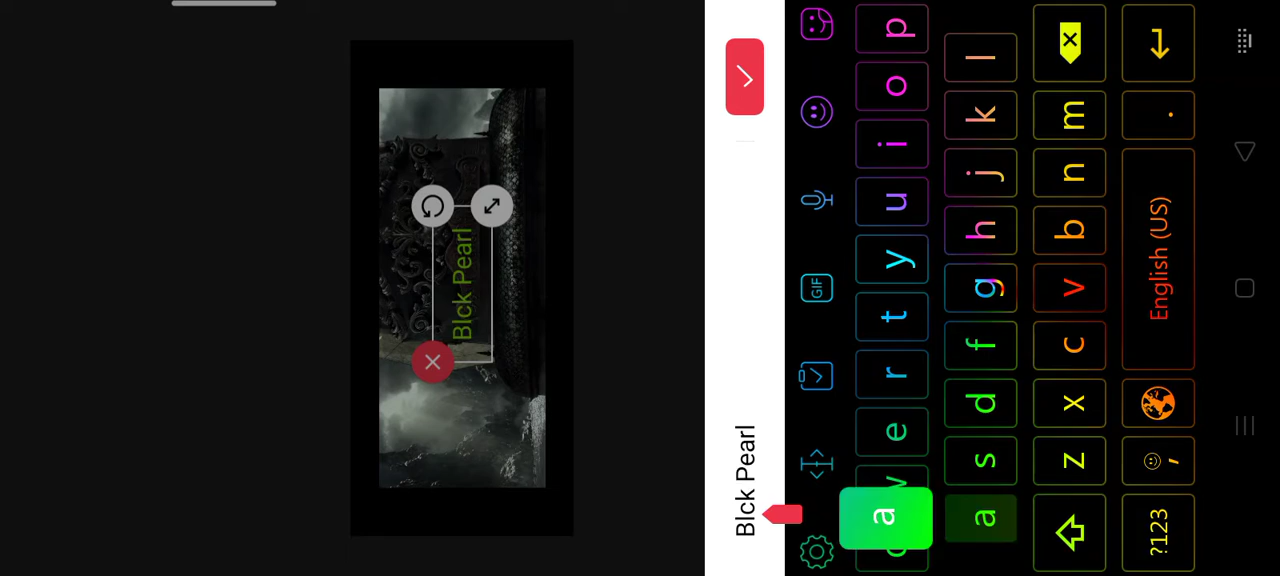 Blck Pearl
Blck Pearl
GIF
q w e r t y u i o p
a
a s d f g h j k l
z x c v b n m
?123 , English (US) .